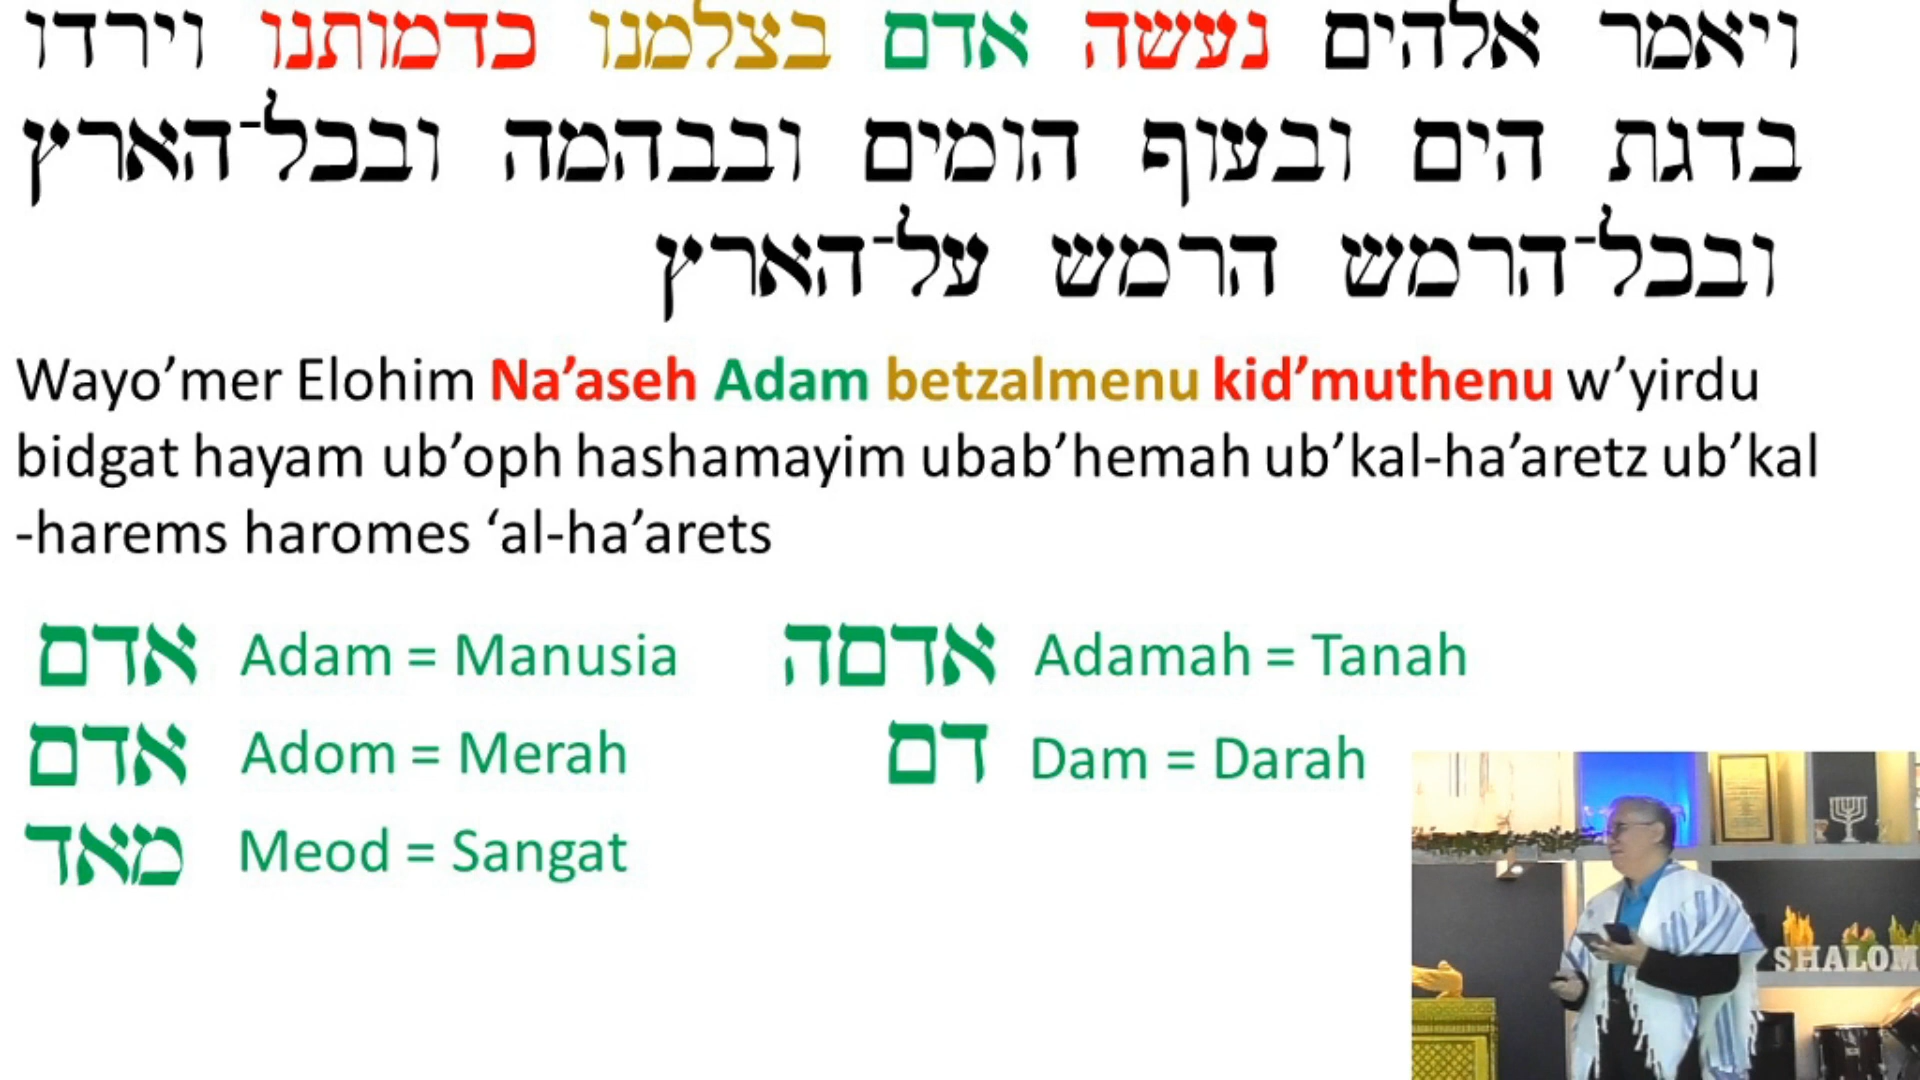 ויאמר אלהים נעשה אדם בצלמנו כדמותנו וירדו
בדגת הים ובעוף הומים ובבהמה ובכל־הארץ
ובכל־הרמש הרמש על־הארץ
Wayo’mer Elohim Na’aseh Adam betzalmenu kid’muthenu w’yirdu
bidgat hayam ub’oph hashamayim ubab’hemah ub’kal-ha’aretz ub’kal
-harems haromes ‘al-ha’arets
אדם Adam = Manusia
אדםה Adamah = Tanah
אדם Adom = Merah
דם Dam = Darah
מאד Meod = Sangat
SHALOM